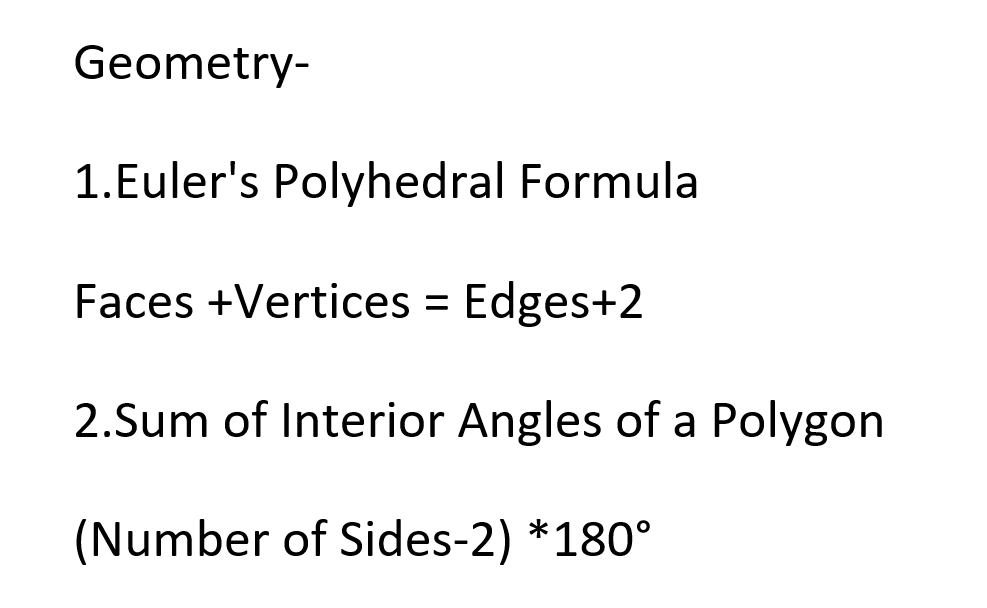 Geometry-
1.Euler's Polyhedral Formula
Faces +Vertices = Edges+2
2.Sum of Interior Angles of a Polygon
(Number of Sides-2) *180°